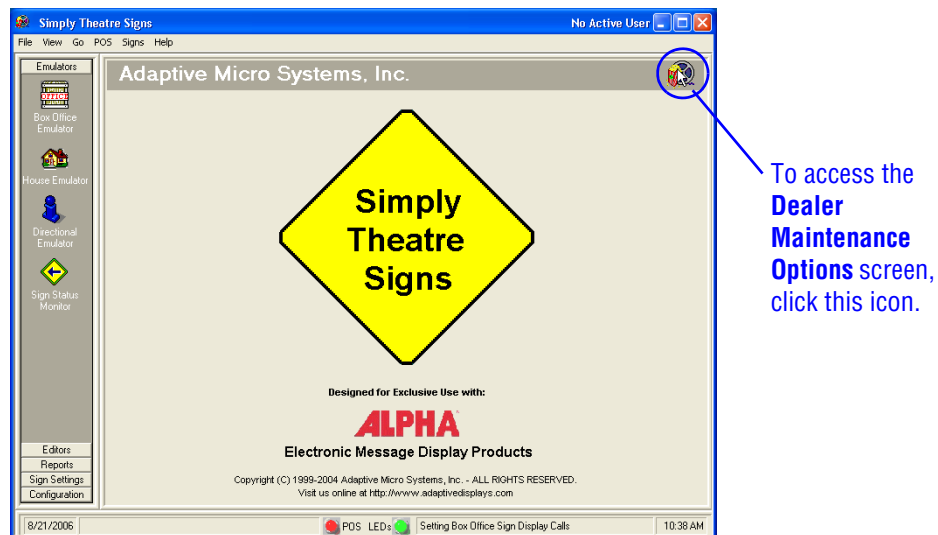 Simply Theatre Signs
No Active User
File View Go POS Signs Help
Emulators
OFFICE
Box Office
Emulator
House Emulator
Directional
Emulator
Sign Status
Monitor
Editors
Reports
Sign Settings
Configuration
Adaptive Micro Systems, Inc.
Simply
Theatre
Signs
Designed for Exclusive Use with:
ALPHA
Electronic Message Display Products
Copyright (C) 1999-2004 Adaptive Micro Systems, Inc. - ALL RIGHTS RESERVED.
Visit us online at http://www.adaptivedisplays.com
8/21/2006
POS LEDs
Setting Box Office Sign Display Calls
10:38 AM
To access the
Dealer
Maintenance
Options screen,
click this icon.